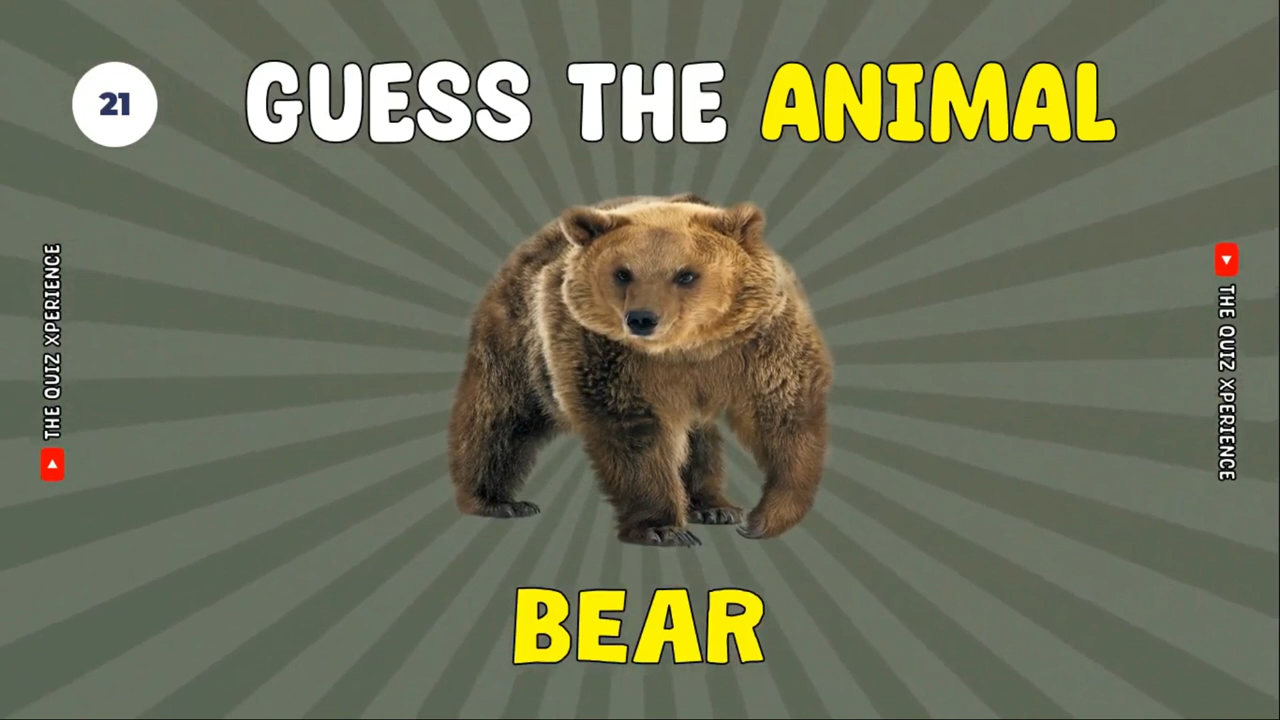 21
GUESS THE ANIMAL
THE QUIZ XPERIENCE
THE QUIZ XPERIENCE
BEAR